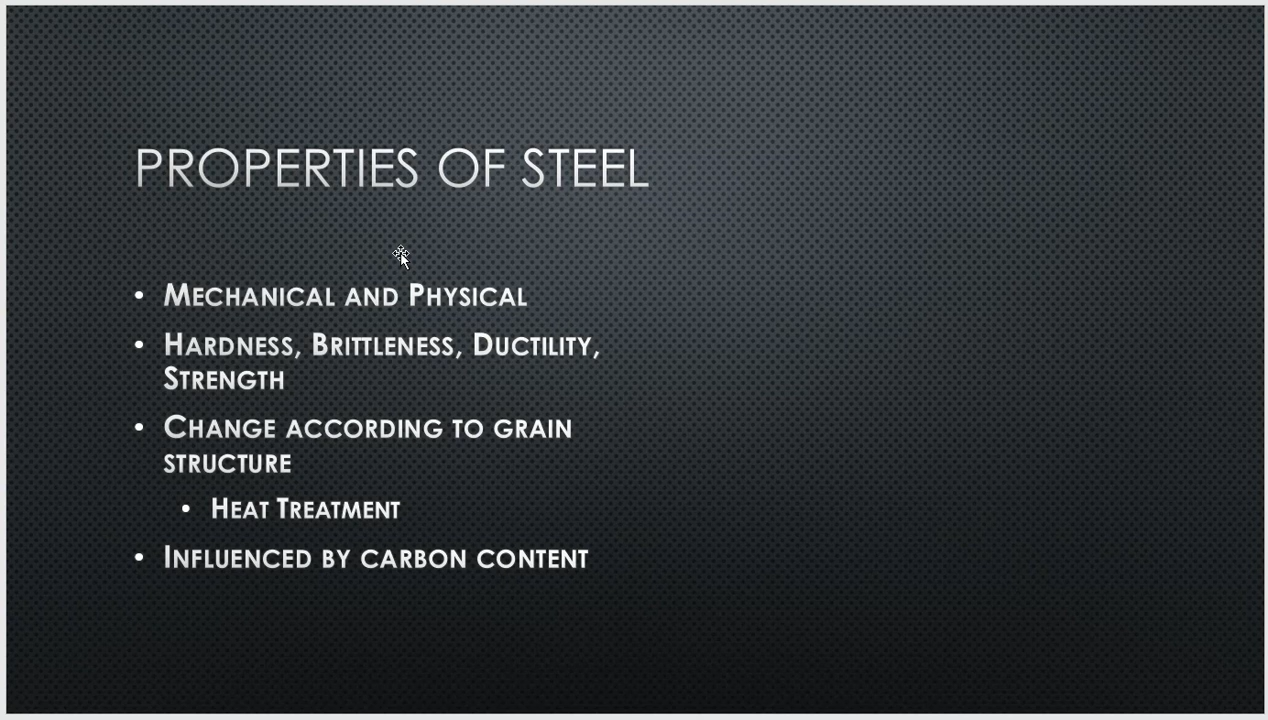 PROPERTIES OF STEEL
• Mechanical and Physical
• Hardness, Brittleness, Ductility,
Strength
• Change according to grain
structure
• Heat Treatment
• Influenced by carbon content